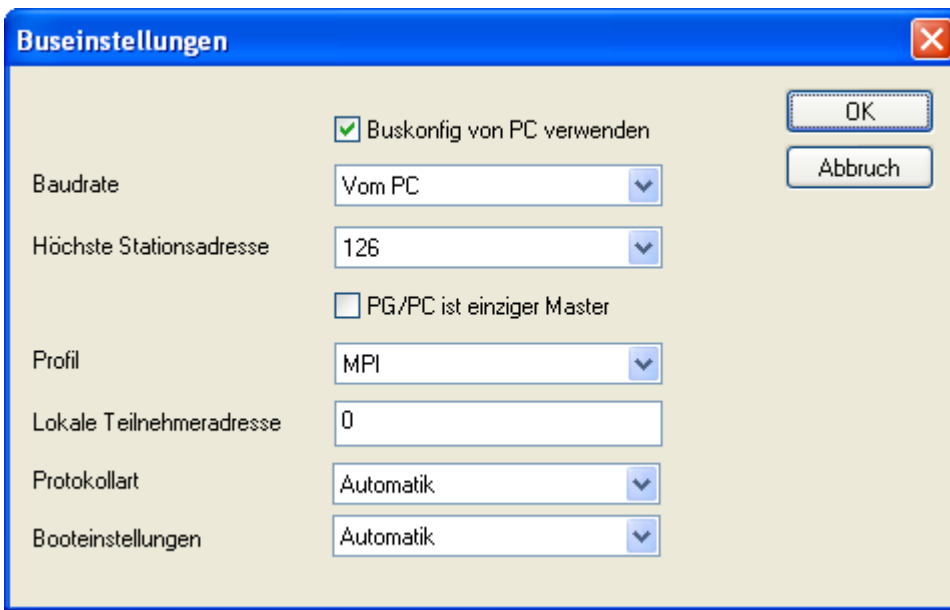 Buseinstellungen
Buskonfig von PC verwenden
OK
Baudrate
Vom PC
Abbruch
Höchste Stationsadresse
126
PG/PC ist einziger Master
Profil
MPI
Lokale Teilnehmeradresse
0
Protokollart
Automatik
Booteinstellungen
Automatik